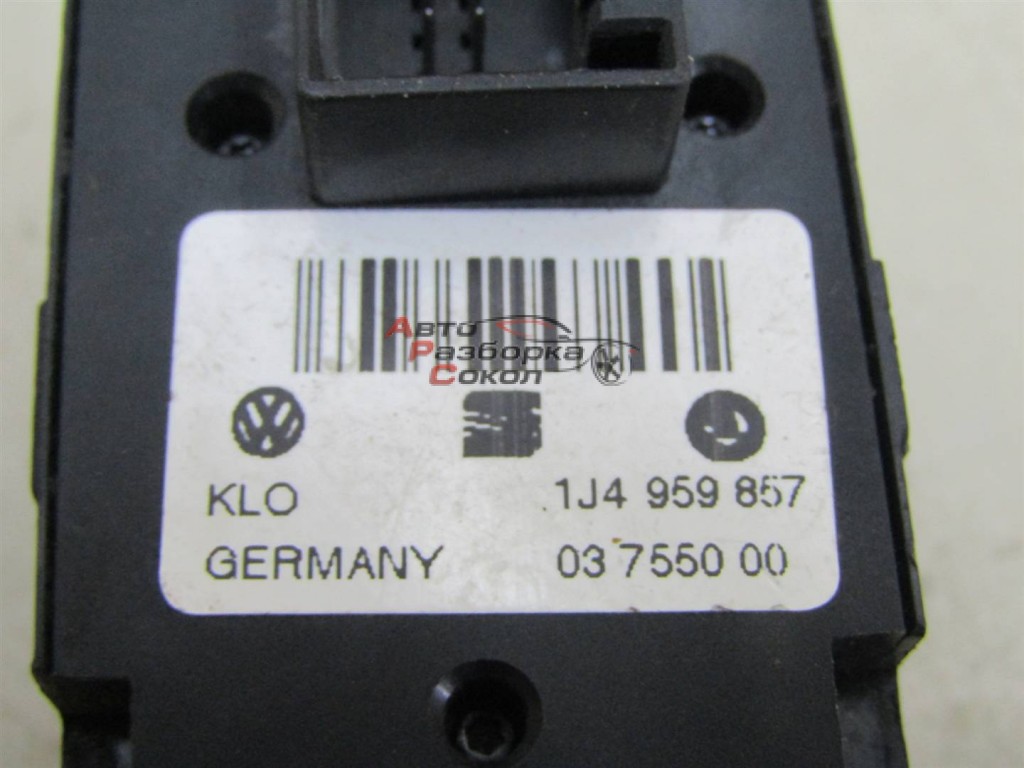 Авто
Разборка
Сокол
KLO
1J4 959 857
GERMANY
03 7550 00